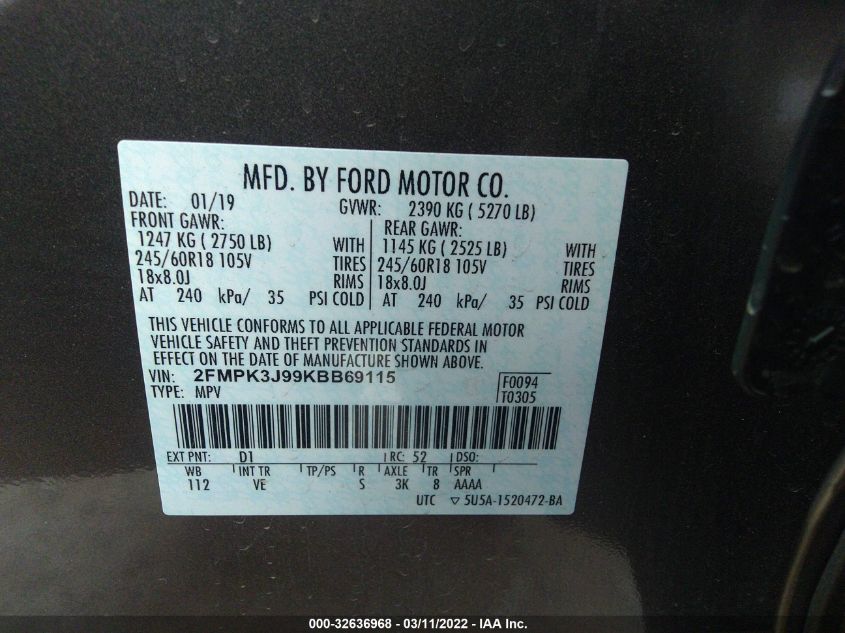 MFD. BY FORD MOTOR CO.
DATE: 01/19 GVWR: 2390 KG ( 5270 LB)
FRONT GAWR: REAR GAWR:
1247 KG ( 2750 LB) WITH 1145 KG ( 2525 LB) WITH
245/60R18 105V TIRES 245/60R18 105V TIRES
18x8.0J RIMS 18x8.0J RIMS
AT 240 kPa/ 35 PSI COLD AT 240 kPa/ 35 PSI COLD
THIS VEHICLE CONFORMS TO ALL APPLICABLE FEDERAL MOTOR
VEHICLE SAFETY AND THEFT PREVENTION STANDARDS IN
EFFECT ON THE DATE OF MANUFACTURE SHOWN ABOVE.
VIN: 2FMPK3J99KBB69115 F0094
TYPE: MPV T0305
EXT PNT: D1 RC: 52 DSO:
WB INT TR TP/PS R AXLE TR SPR
112 VE S 3K 8 AAAA
UTC ▽ 5U5A-1520472-BA
000-32636968 - 03/11/2022 - IAA Inc.